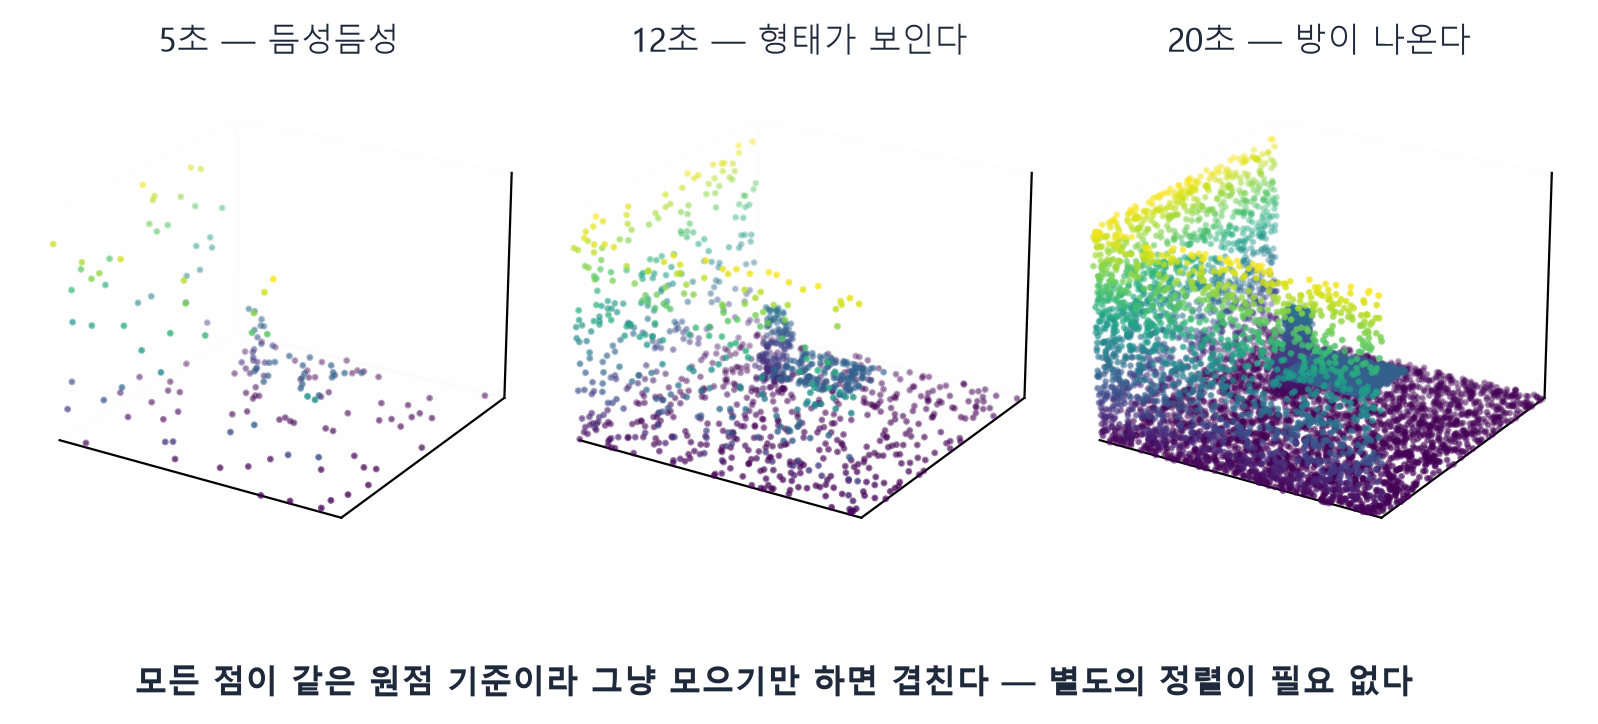 5초 — 듬성듬성
12초 — 형태가 보인다
20초 — 방이 나온다
모든 점이 같은 원점 기준이라 그냥 모으기만 하면 겹친다 — 별도의 정렬이 필요 없다